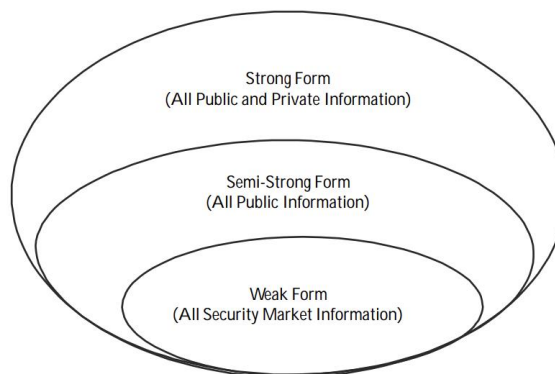 Strong Form
(All Public and Private Information)
Semi-Strong Form
(All Public Information)
Weak Form
(All Security Market Information)